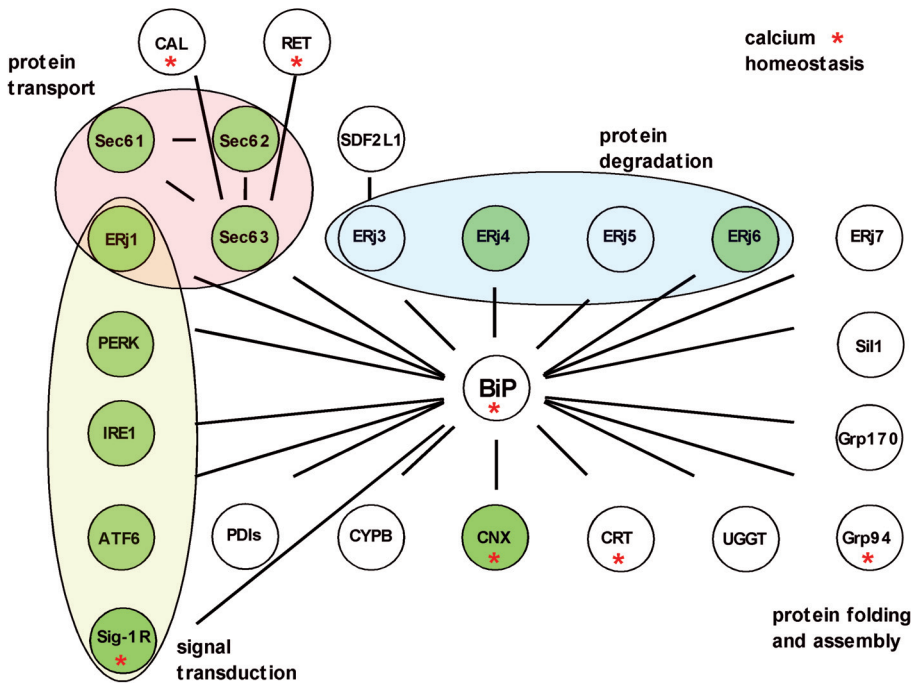 CAL
*
RET
*
calcium *
homeostasis
protein
transport
Sec61
Sec62
SDF2L1
protein
degradation
ERj1
Sec63
ERj3
ERj4
ERj5
ERj6
ERj7
PERK
Sil1
BiP
*
IRE1
Grp170
ATF6
PDIs
CYPB
CNX
*
CRT
*
UGGT
Grp94
*
Sig-1R
*
signal
transduction
protein folding
and assembly